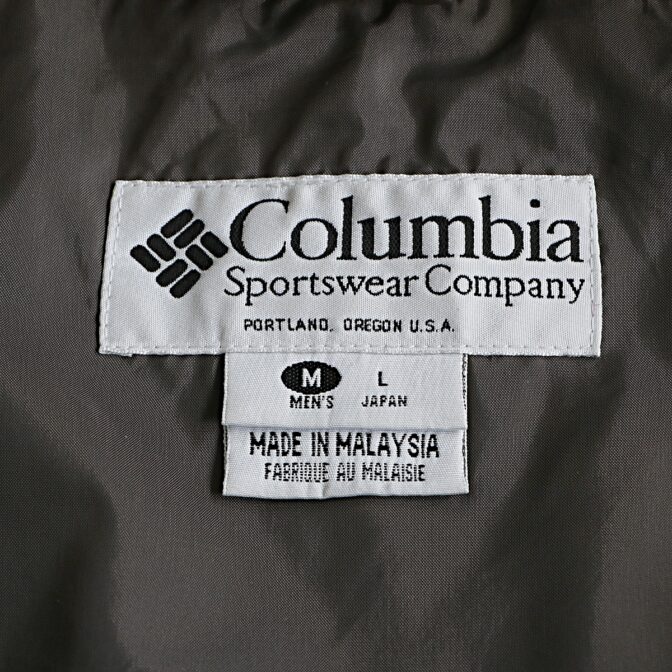 Columbia
Sportswear Company
PORTLAND, OREGON U.S.A.
M L
MEN'S JAPAN
MADE IN MALAYSIA
FABRIQUE AU MALAISIE